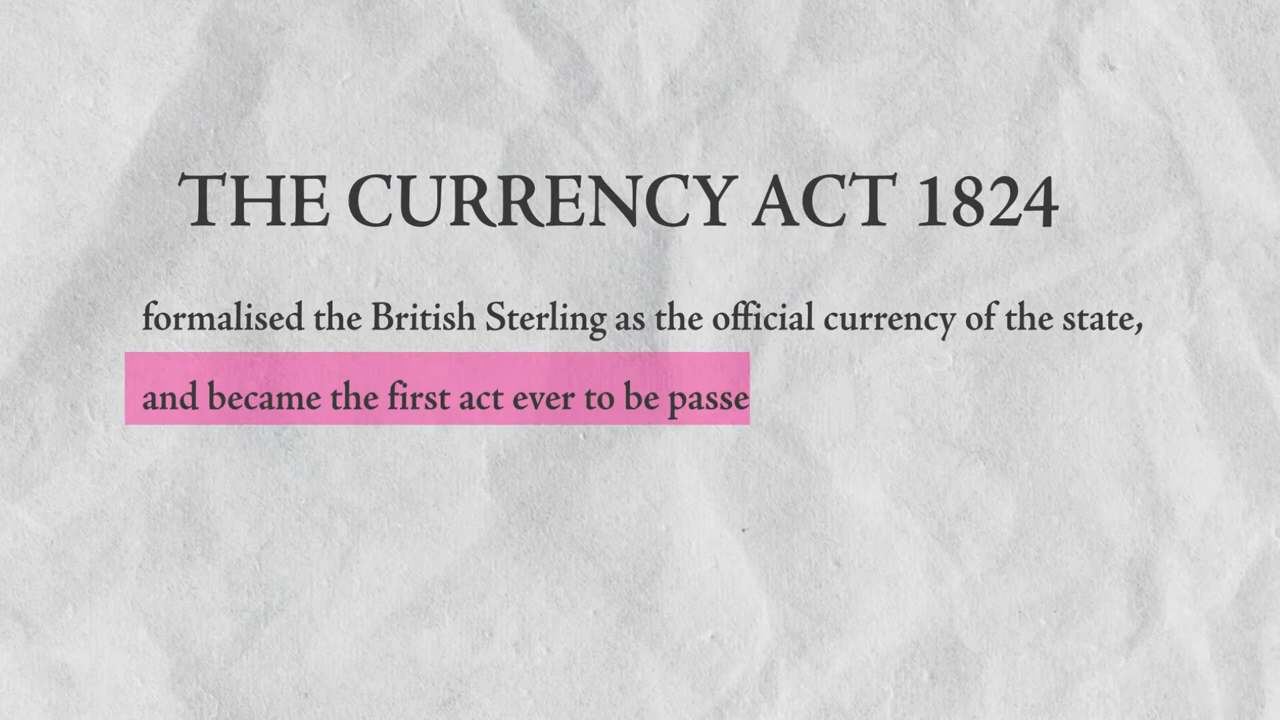 THE CURRENCY ACT 1824
formalised the British Sterling as the official currency of the state,
and became the first act ever to be passe